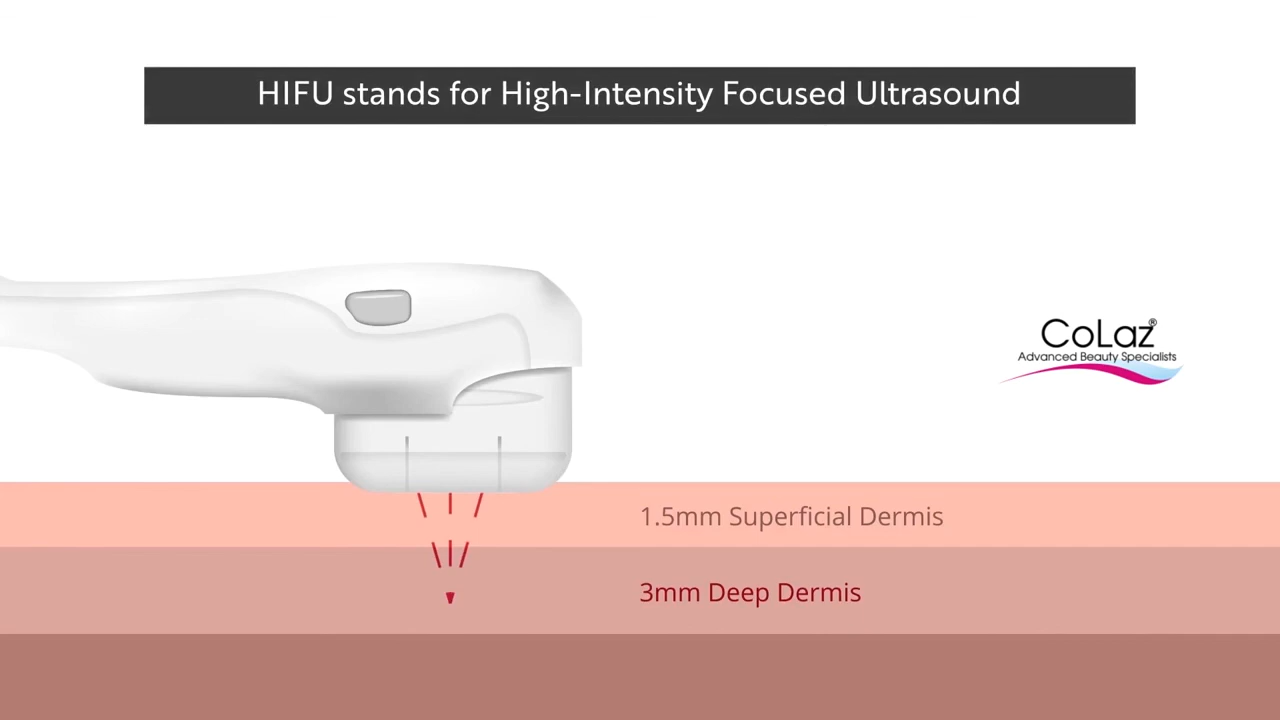 HIFU stands for High-Intensity Focused Ultrasound
CoLaz®
Advanced Beauty Specialists
1.5mm Superficial Dermis
3mm Deep Dermis